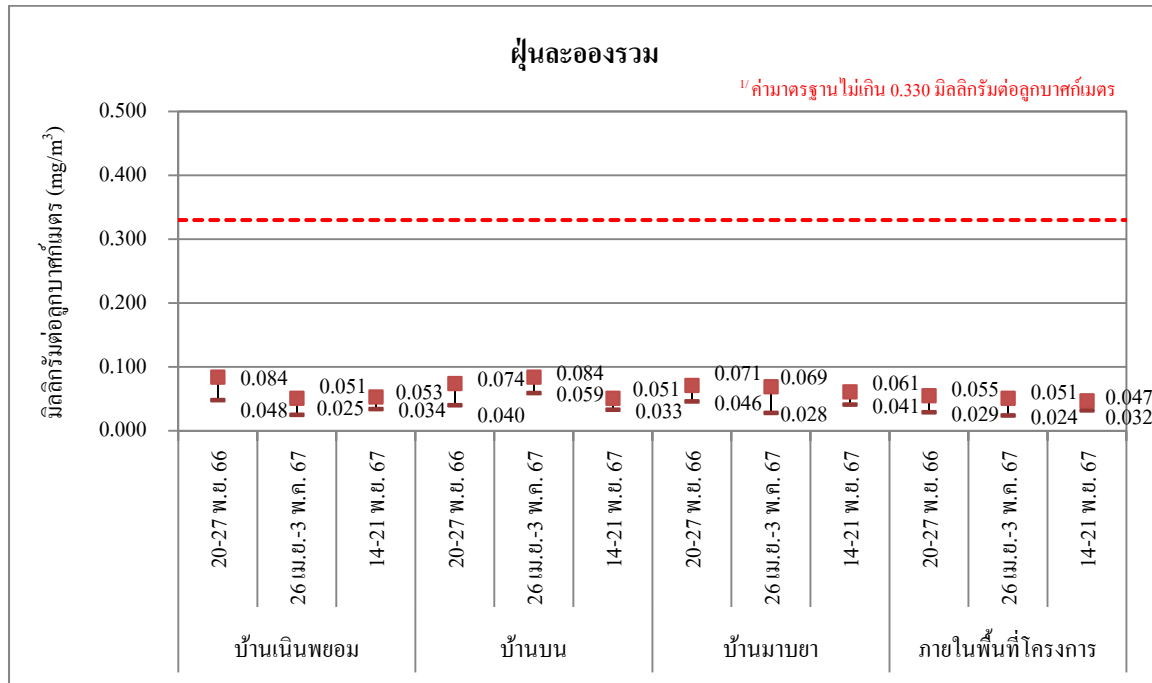 ฝุ่นละอองรวม
1/ ค่ามาตรฐานไม่เกิน 0.330 มิลลิกรัมต่อลูกบาศก์เมตร
มิลลิกรัมต่อลูกบาศก์เมตร (mg/m³)
0.500
0.400
0.300
0.200
0.100
0.000
0.084 0.051 0.053 0.074 0.084 0.051 0.071 0.069 0.061 0.055 0.051 0.047
0.048 0.025 0.034 0.040 0.059 0.033 0.046 0.028 0.041 0.029 0.024 0.032
20-27 พ.ย. 66
26 เม.ย.-3 พ.ค. 67
14-21 พ.ย. 67
20-27 พ.ย. 66
26 เม.ย.-3 พ.ค. 67
14-21 พ.ย. 67
20-27 พ.ย. 66
26 เม.ย.-3 พ.ค. 67
14-21 พ.ย. 67
20-27 พ.ย. 66
26 เม.ย.-3 พ.ค. 67
14-21 พ.ย. 67
บ้านเนินพยอม บ้านบน บ้านมาบยา ภายในพื้นที่โครงการ